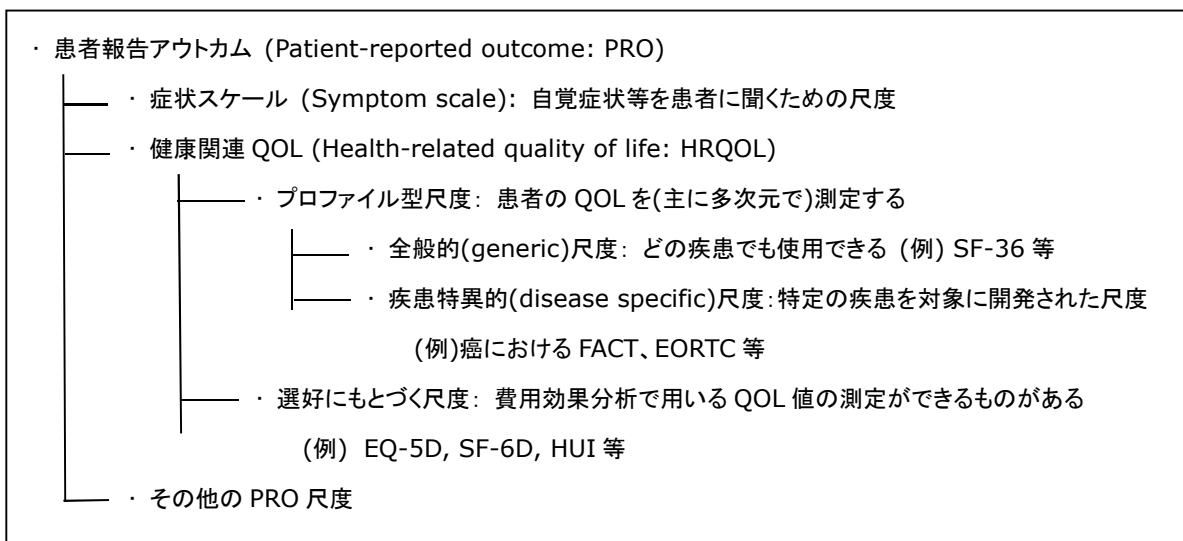 ・患者報告アウトカム (Patient-reported outcome: PRO)
・症状スケール (Symptom scale): 自覚症状等を患者に聞くための尺度
・健康関連 QOL (Health-related quality of life: HRQOL)
・プロファイル型尺度: 患者の QOL を(主に多次元で)測定する
・全般的(generic)尺度: どの疾患でも使用できる (例) SF-36 等
・疾患特異的(disease specific)尺度:特定の疾患を対象に開発された尺度
(例)癌における FACT、EORTC 等
・選好にもとづく尺度: 費用効果分析で用いる QOL 値の測定ができるものがある
(例) EQ-5D, SF-6D, HUI 等
・その他の PRO 尺度